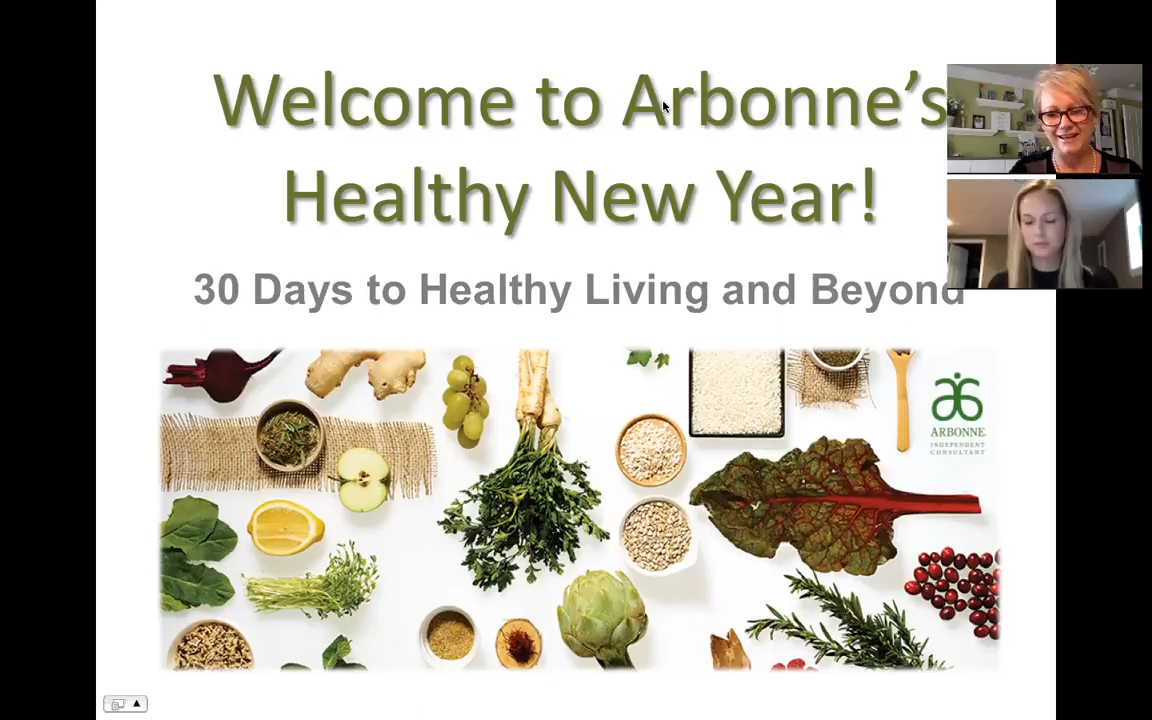 Welcome to Arbonne’s
Healthy New Year!
30 Days to Healthy Living and Beyond
ARBONNE
INDEPENDENT
CONSULTANT